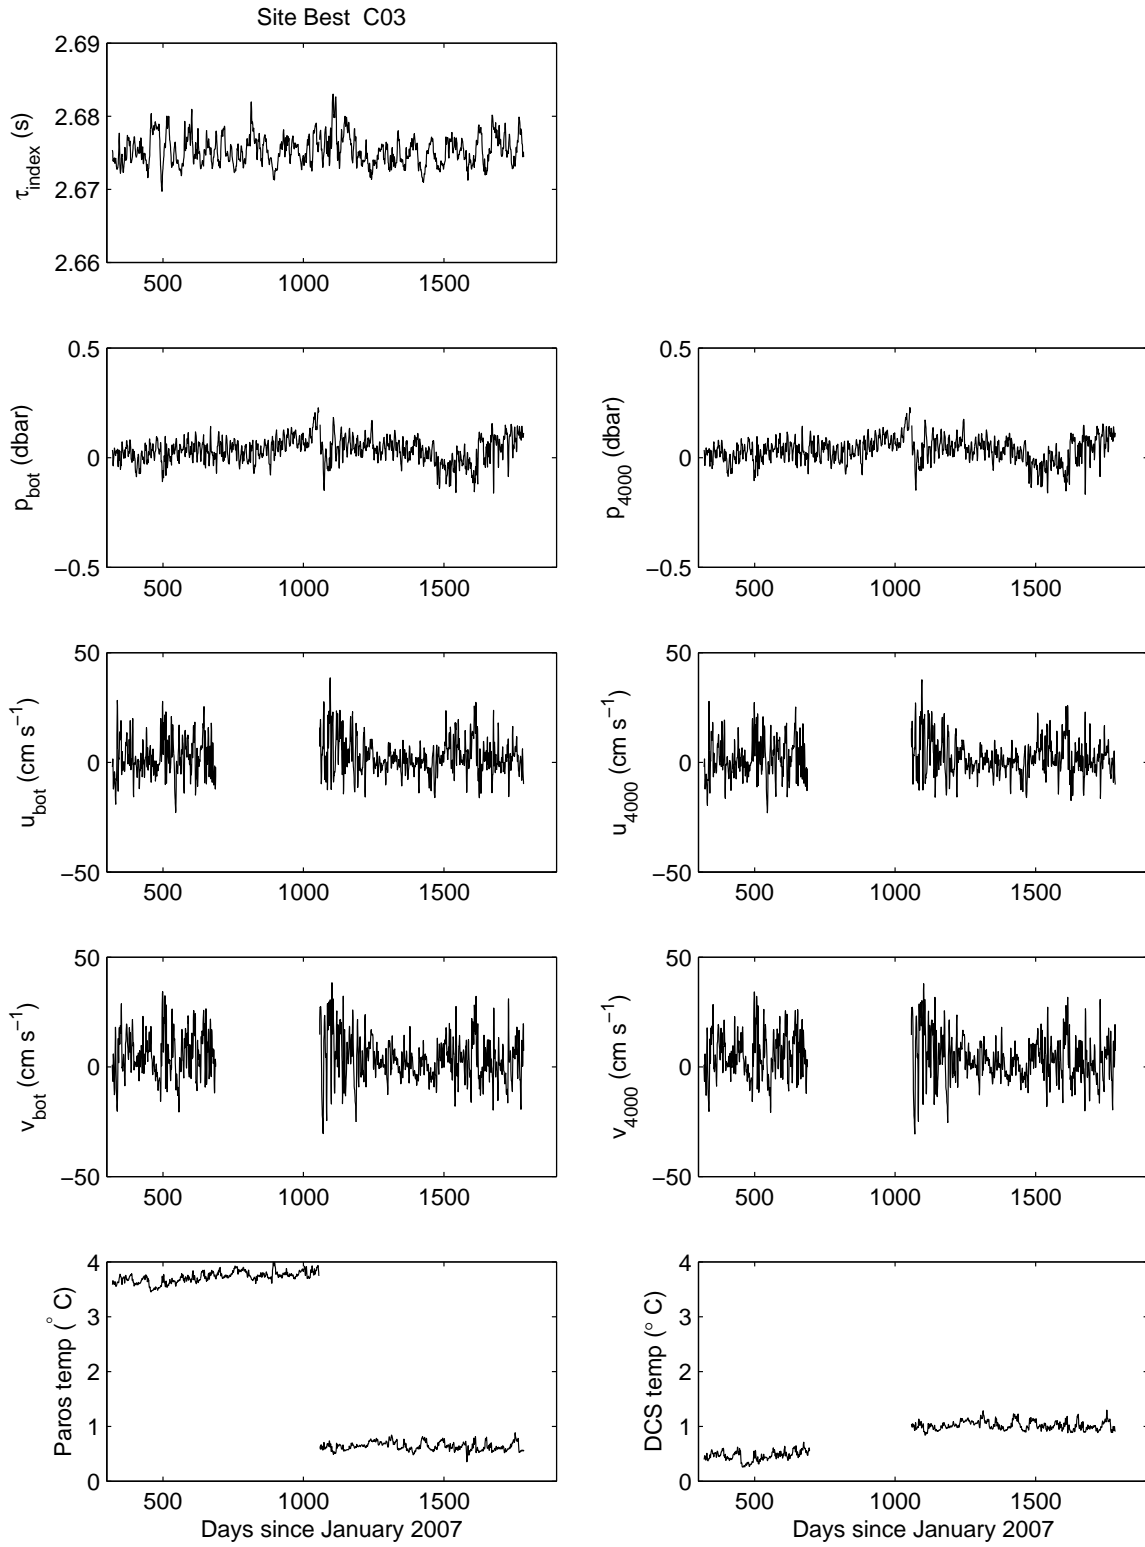 Site Best C03
2.69
2.68
2.67
2.66
τindex (s)
500 1000 1500
0.5
0
−0.5
pbot (dbar)
500 1000 1500
0.5
0
−0.5
p4000 (dbar)
500 1000 1500
50
0
−50
ubot (cm s−1)
500 1000 1500
50
0
−50
u4000 (cm s−1)
500 1000 1500
50
0
−50
vbot (cm s−1)
500 1000 1500
50
0
−50
v4000 (cm s−1)
500 1000 1500
4
3
2
1
0
Paros temp (° C)
500 1000 1500
Days since January 2007
4
3
2
1
0
DCS temp (° C)
500 1000 1500
Days since January 2007